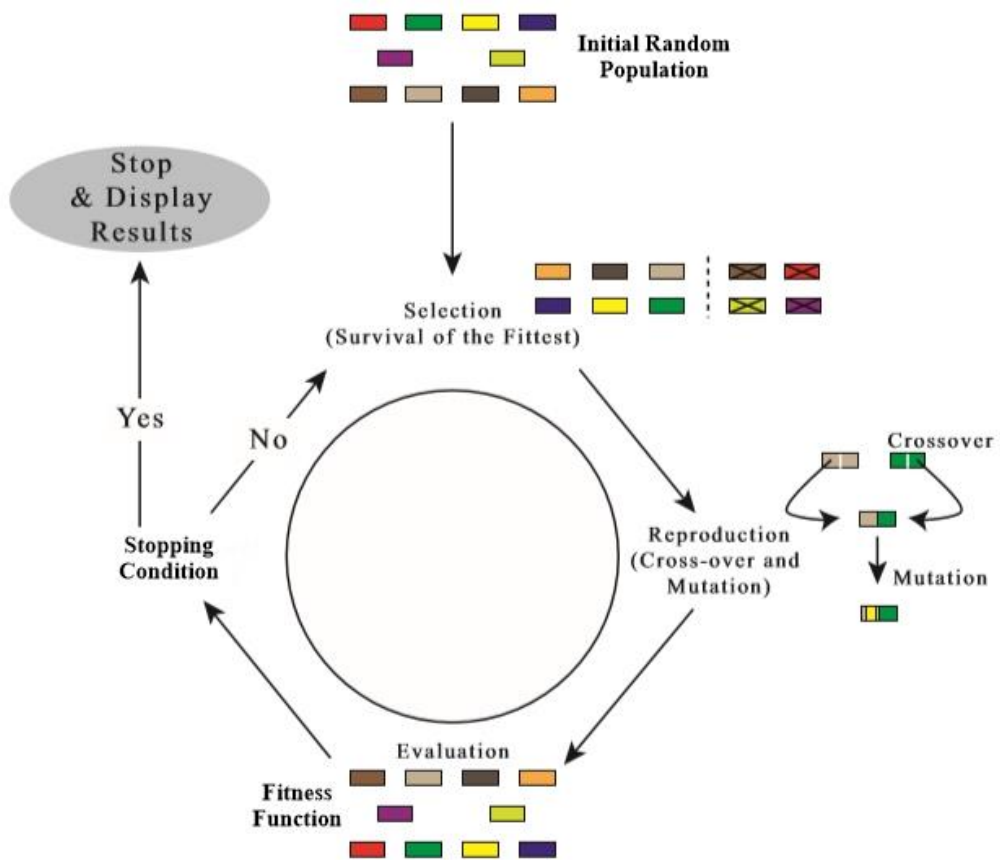 Initial Random
Population
Stop
& Display
Results
Selection
(Survival of the Fittest)
Yes
No
Crossover
Stopping
Condition
Reproduction
(Cross-over and
Mutation)
Mutation
Evaluation
Fitness
Function